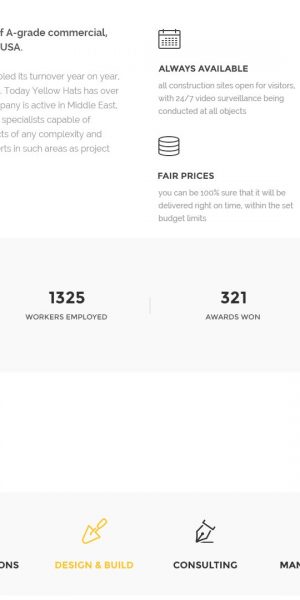 f A-grade commercial,
USA.
bled its turnover year on year,
. Today Yellow Hats has over
pany is active in Middle East,
specialists capable of
cts of any complexity and
erts in such areas as project
ALWAYS AVAILABLE
all construction sites open for visitors,
with 24/7 video surveillance being
conducted at all objects
FAIR PRICES
you can be 100% sure that it will be
delivered right on time, within the set
budget limits
1325
WORKERS EMPLOYED
321
AWARDS WON
ONS
DESIGN & BUILD
CONSULTING
MAN